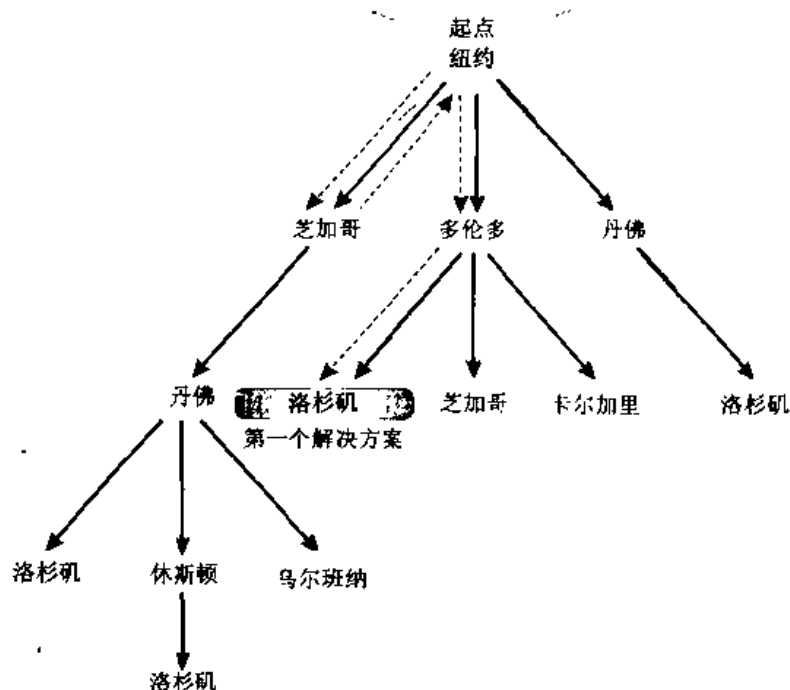 起点
纽约
芝加哥
多伦多
丹佛
丹佛
洛杉矶
芝加哥
卡尔加里
洛杉矶
第一个解决方案
洛杉矶
休斯顿
乌尔班纳
洛杉矶